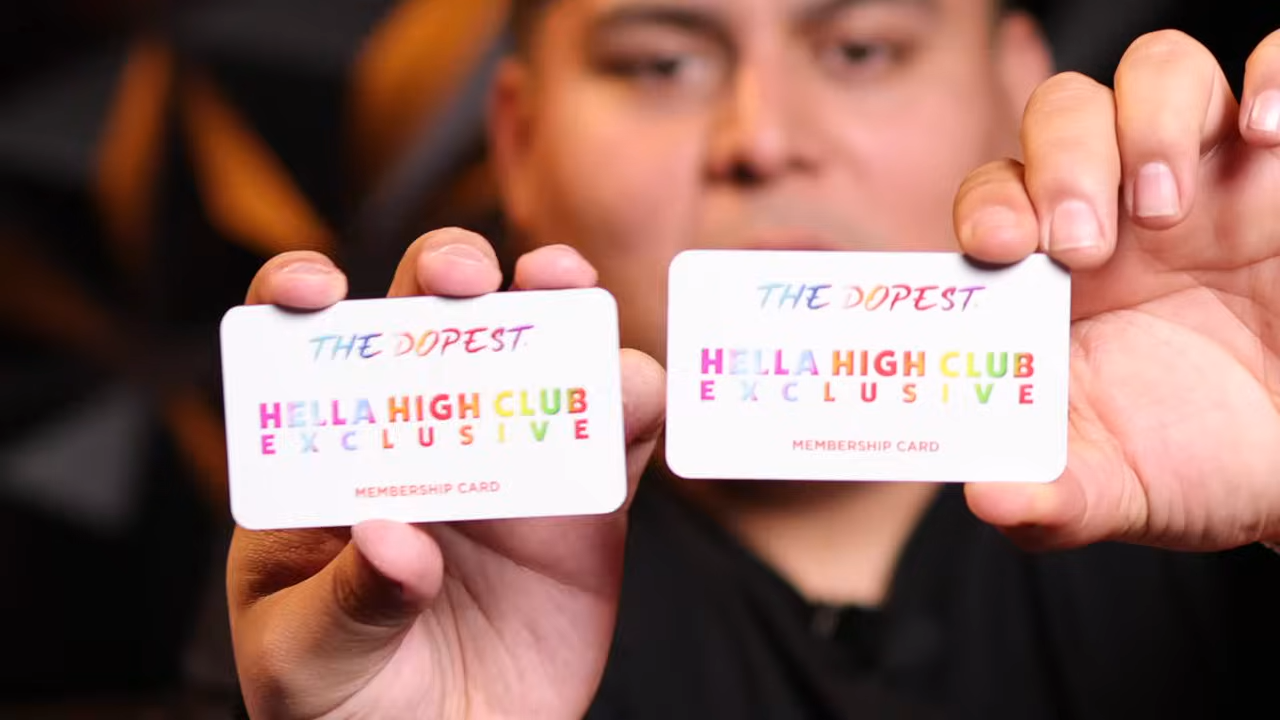 THE DOPEST.
HELLA HIGH CLUB
EXCLUSIVE
MEMBERSHIP CARD
THE DOPEST.
HELLA HIGH CLUB
EXCLUSIVE
MEMBERSHIP CARD